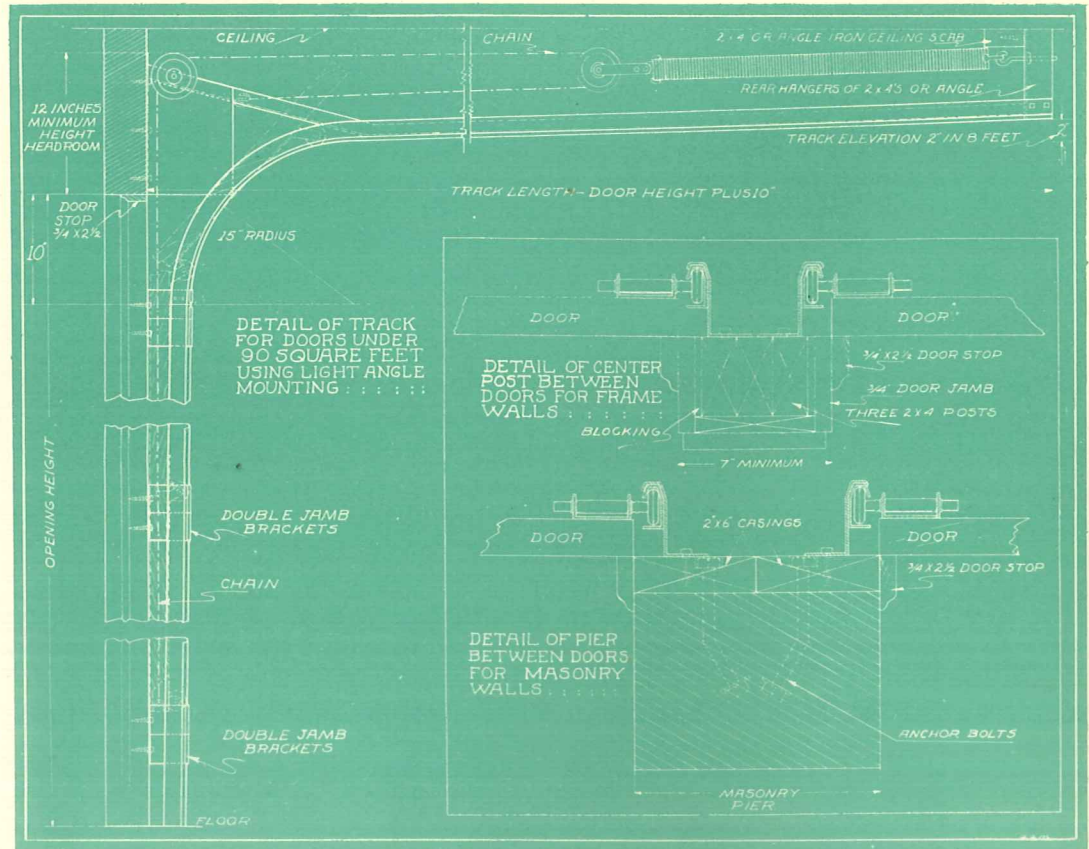 CEILING
CHAIN
2 x 4 OR ANGLE IRON CEILING SCAB
REAR HANGERS OF 2 x 4'S OR ANGLE
12 INCHES
MINIMUM
HEIGHT
HEADROOM
TRACK ELEVATION 2" IN 8 FEET
2"
TRACK LENGTH - DOOR HEIGHT PLUS 10"
DOOR
STOP
3/4 X 2 1/2
10"
15" RADIUS
DETAIL OF TRACK
FOR DOORS UNDER
90 SQUARE FEET
USING LIGHT ANGLE
MOUNTING : : : : : :
OPENING HEIGHT
DOUBLE JAMB
BRACKETS
CHAIN
DOUBLE JAMB
BRACKETS
FLOOR
DOOR
DOOR
DETAIL OF CENTER
POST BETWEEN
DOORS FOR FRAME
WALLS : : : : : :
3/4 X 2 1/2 DOOR STOP
3/4" DOOR JAMB
THREE 2 X 4 POSTS
BLOCKING
7" MINIMUM
DOOR
2" x 6" CASINGS
DOOR
3/4 X 2 1/2 DOOR STOP
DETAIL OF PIER
BETWEEN DOORS
FOR MASONRY
WALLS : : : : : :
ANCHOR BOLTS
MASONRY
PIER